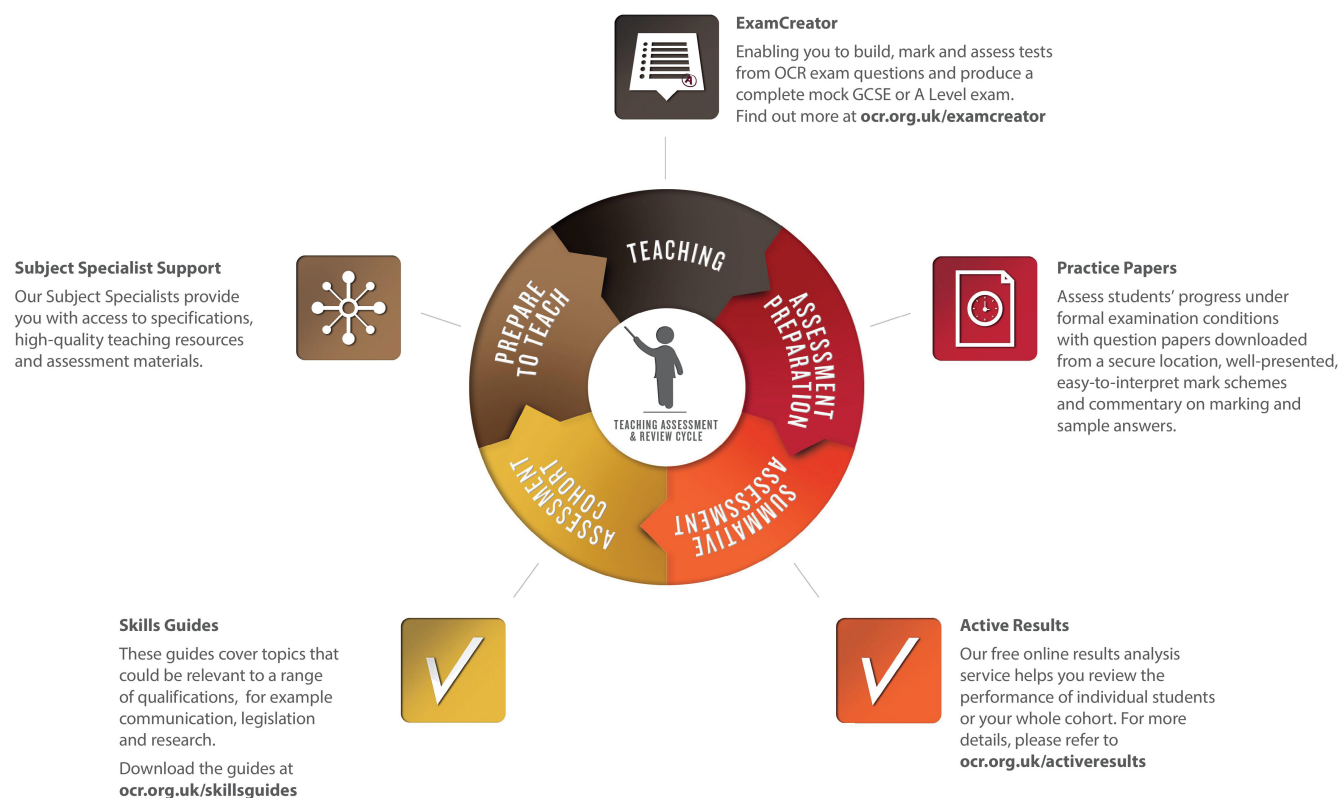 ExamCreator
Enabling you to build, mark and assess tests
from OCR exam questions and produce a
complete mock GCSE or A Level exam.
Find out more at ocr.org.uk/examcreator
Subject Specialist Support
Our Subject Specialists provide
you with access to specifications,
high-quality teaching resources
and assessment materials.
TEACHING
PREPARE
TO TEACH
ASSESSMENT
PREPARATION
TEACHING ASSESSMENT
& REVIEW CYCLE
ASSESSMENT
COHORT
SUMMATIVE
ASSESSMENT
A
Practice Papers
Assess students’ progress under
formal examination conditions
with question papers downloaded
from a secure location, well-presented,
easy-to-interpret mark schemes
and commentary on marking and
sample answers.
Skills Guides
These guides cover topics that
could be relevant to a range
of qualifications, for example
communication, legislation
and research.
Download the guides at
ocr.org.uk/skillsguides
Active Results
Our free online results analysis
service helps you review the
performance of individual students
or your whole cohort. For more
details, please refer to
ocr.org.uk/activeresults